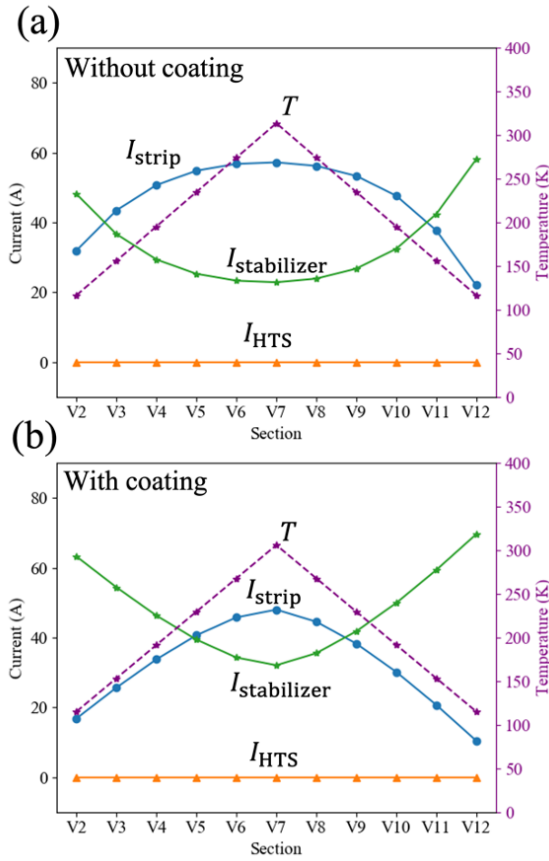 (a)
Without coating
T
I_strip
I_stabilizer
I_HTS
Current (A)
80
60
40
20
0
Temperature (K)
400
350
300
250
200
150
100
50
0
V2 V3 V4 V5 V6 V7 V8 V9 V10 V11 V12
Section
(b)
With coating
T
I_strip
I_stabilizer
I_HTS
Current (A)
80
60
40
20
0
Temperature (K)
400
350
300
250
200
150
100
50
0
V2 V3 V4 V5 V6 V7 V8 V9 V10 V11 V12
Section